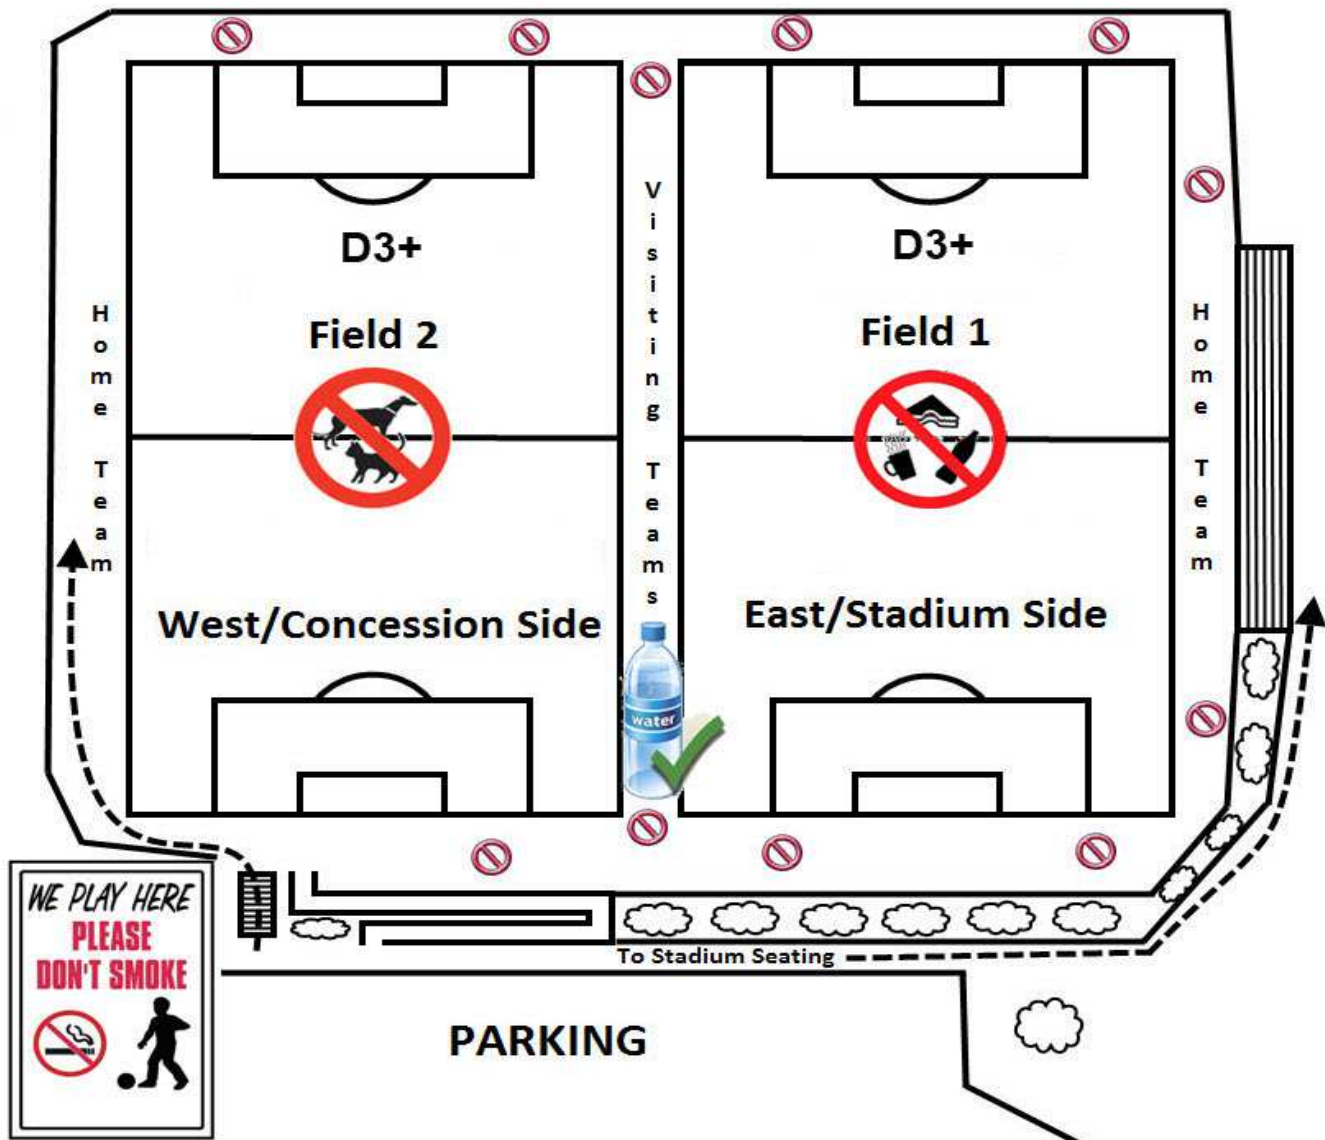 D3+
D3+
Field 2
Field 1
Home Team
Visiting Teams
Home Team
West/Concession Side
East/Stadium Side
water
WE PLAY HERE
PLEASE
DON'T SMOKE
To Stadium Seating
PARKING